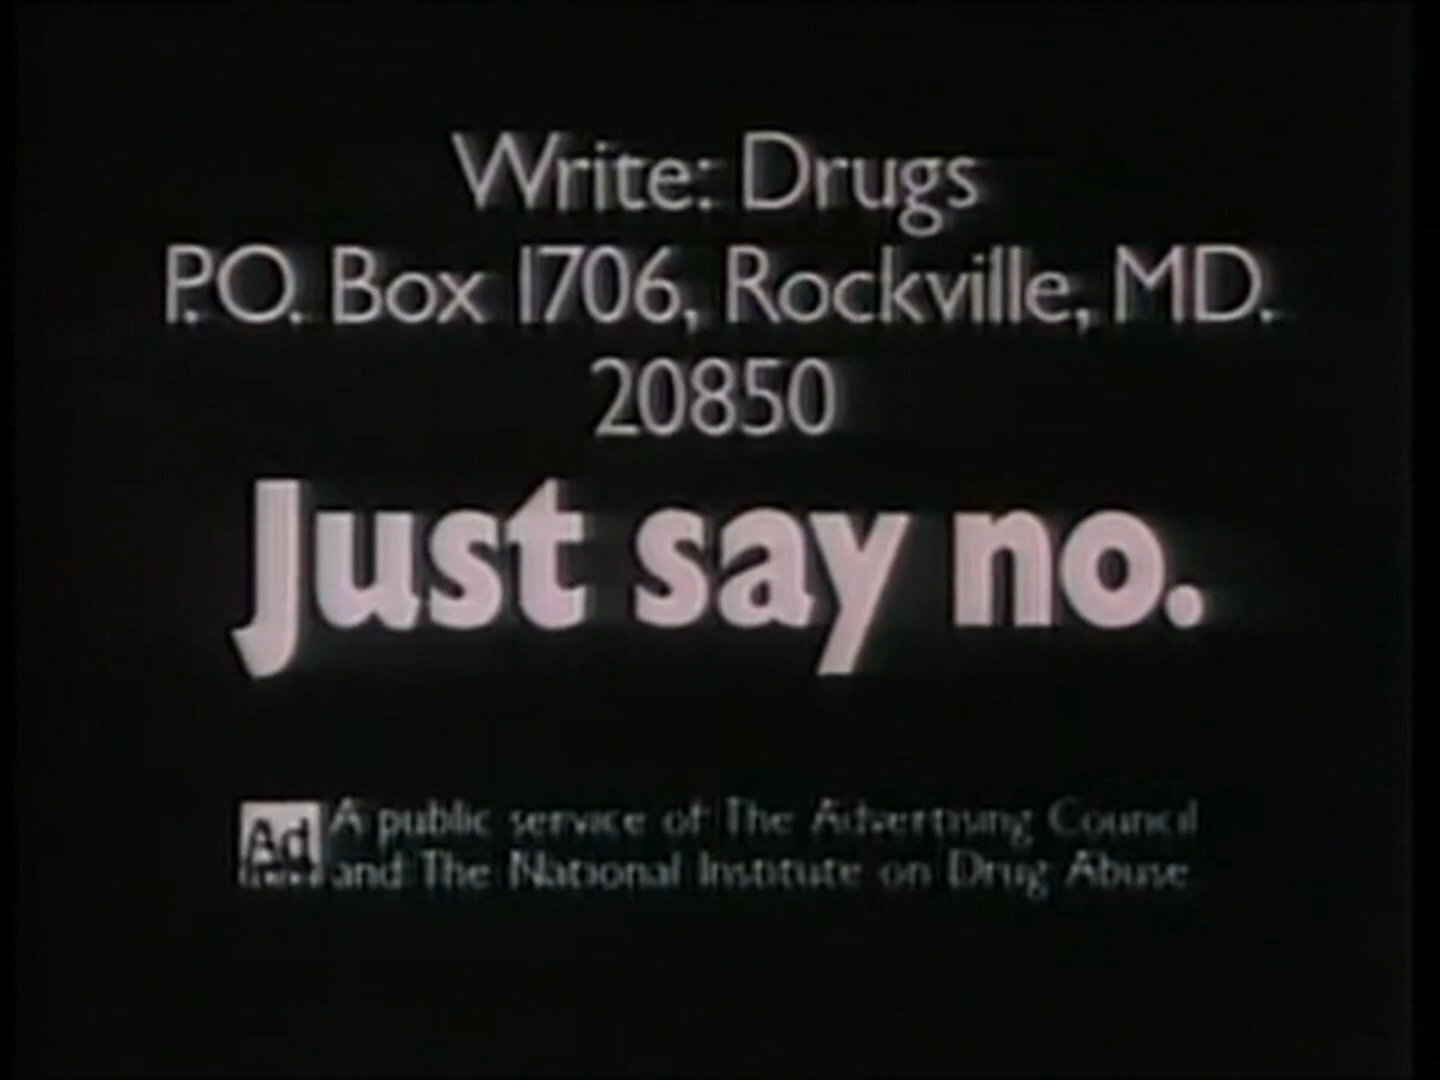 Write: Drugs
P.O. Box 1706, Rockville, MD.
20850
Just say no.
Ad
A public service of The Advertising Council
and The National Institute on Drug Abuse